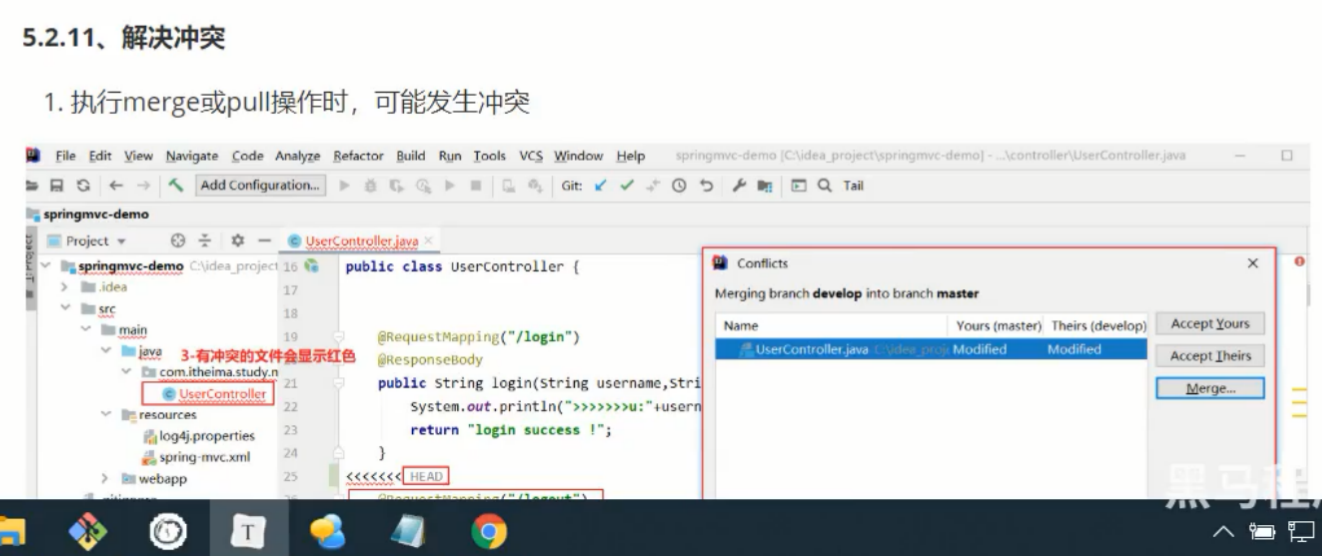 5.2.11、解决冲突
1. 执行merge或pull操作时，可能发生冲突
File Edit View Navigate Code Analyze Refactor Build Run Tools VCS Window Help springmvc-demo [C:\idea_project\springmvc-demo] - ...\controller\UserController.java
Add Configuration... Git: Tail
springmvc-demo
Project UserController.java
springmvc-demo C:\idea_project 16 public class UserController {
.idea 17
src 18
main 19 @RequestMapping("/login")
java 3-有冲突的文件会显示红色 @ResponseBody
com.itheima.study.n 21 public String login(String username,Stri
UserController 22 System.out.println(">>>>>>>u:"+usern
resources 23 return "login success !";
log4j.properties 24 }
spring-mvc.xml
webapp 25 <<<<<<< HEAD
@RequestMapping("/logout")
Conflicts
Merging branch develop into branch master
Name Yours (master) Theirs (develop)
UserController.java C:\idea_proj Modified Modified
Accept Yours
Accept Theirs
Merge...
黑马程
T